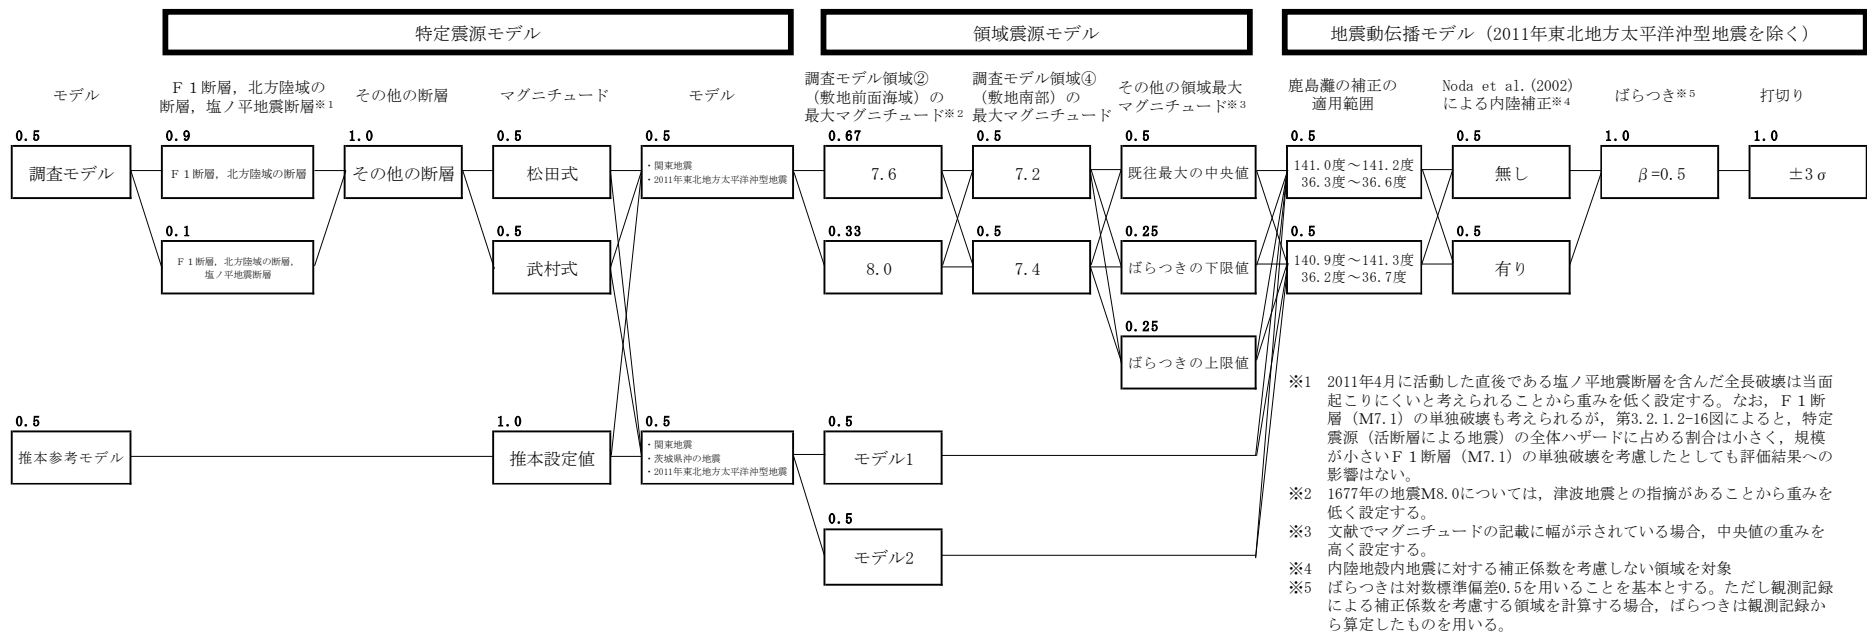 特定震源モデル
領域震源モデル
地震動伝播モデル（2011年東北地方太平洋沖型地震を除く）
モデル
Ｆ１断層，北方陸域の
断層，塩ノ平地震断層※1
その他の断層
マグニチュード
モデル
調査モデル領域②
（敷地前面海域）の
最大マグニチュード※2
調査モデル領域④
（敷地南部）の
最大マグニチュード
その他の領域最大
マグニチュード※3
鹿島灘の補正の
適用範囲
Noda et al.(2002)
による内陸補正※4
ばらつき※5
打切り
0.5
調査モデル
0.9
Ｆ１断層，北方陸域の断層
1.0
その他の断層
0.5
松田式
0.5
・関東地震
・2011年東北地方太平洋沖型地震
0.67
7.6
0.5
7.2
0.5
既往最大の中央値
0.5
141.0度～141.2度
36.3度～36.6度
0.5
無し
1.0
β=0.5
1.0
±3σ
0.1
Ｆ１断層，北方陸域の断層，
塩ノ平地震断層
0.5
武村式
0.33
8.0
0.5
7.4
0.25
ばらつきの下限値
0.5
140.9度～141.3度
36.2度～36.7度
0.5
有り
0.25
ばらつきの上限値
0.5
推本参考モデル
1.0
推本設定値
0.5
・関東地震
・茨城県沖の地震
・2011年東北地方太平洋沖型地震
0.5
モデル1
0.5
モデル2
※1　2011年4月に活動した直後である塩ノ平地震断層を含んだ全長破壊は当面
起こりにくいと考えられることから重みを低く設定する。なお，Ｆ１断
層（M7.1）の単独破壊も考えられるが，第3.2.1.2-16図によると，特定
震源（活断層による地震）の全体ハザードに占める割合は小さく，規模
が小さいＦ１断層（M7.1）の単独破壊を考慮したとしても評価結果への
影響はない。
※2　1677年の地震M8.0については，津波地震との指摘があることから重みを
低く設定する。
※3　文献でマグニチュードの記載に幅が示されている場合，中央値の重みを
高く設定する。
※4　内陸地殻内地震に対する補正係数を考慮しない領域を対象
※5　ばらつきは対数標準偏差0.5を用いることを基本とする。ただし観測記録
による補正係数を考慮する領域を計算する場合，ばらつきは観測記録か
ら算定したものを用いる。